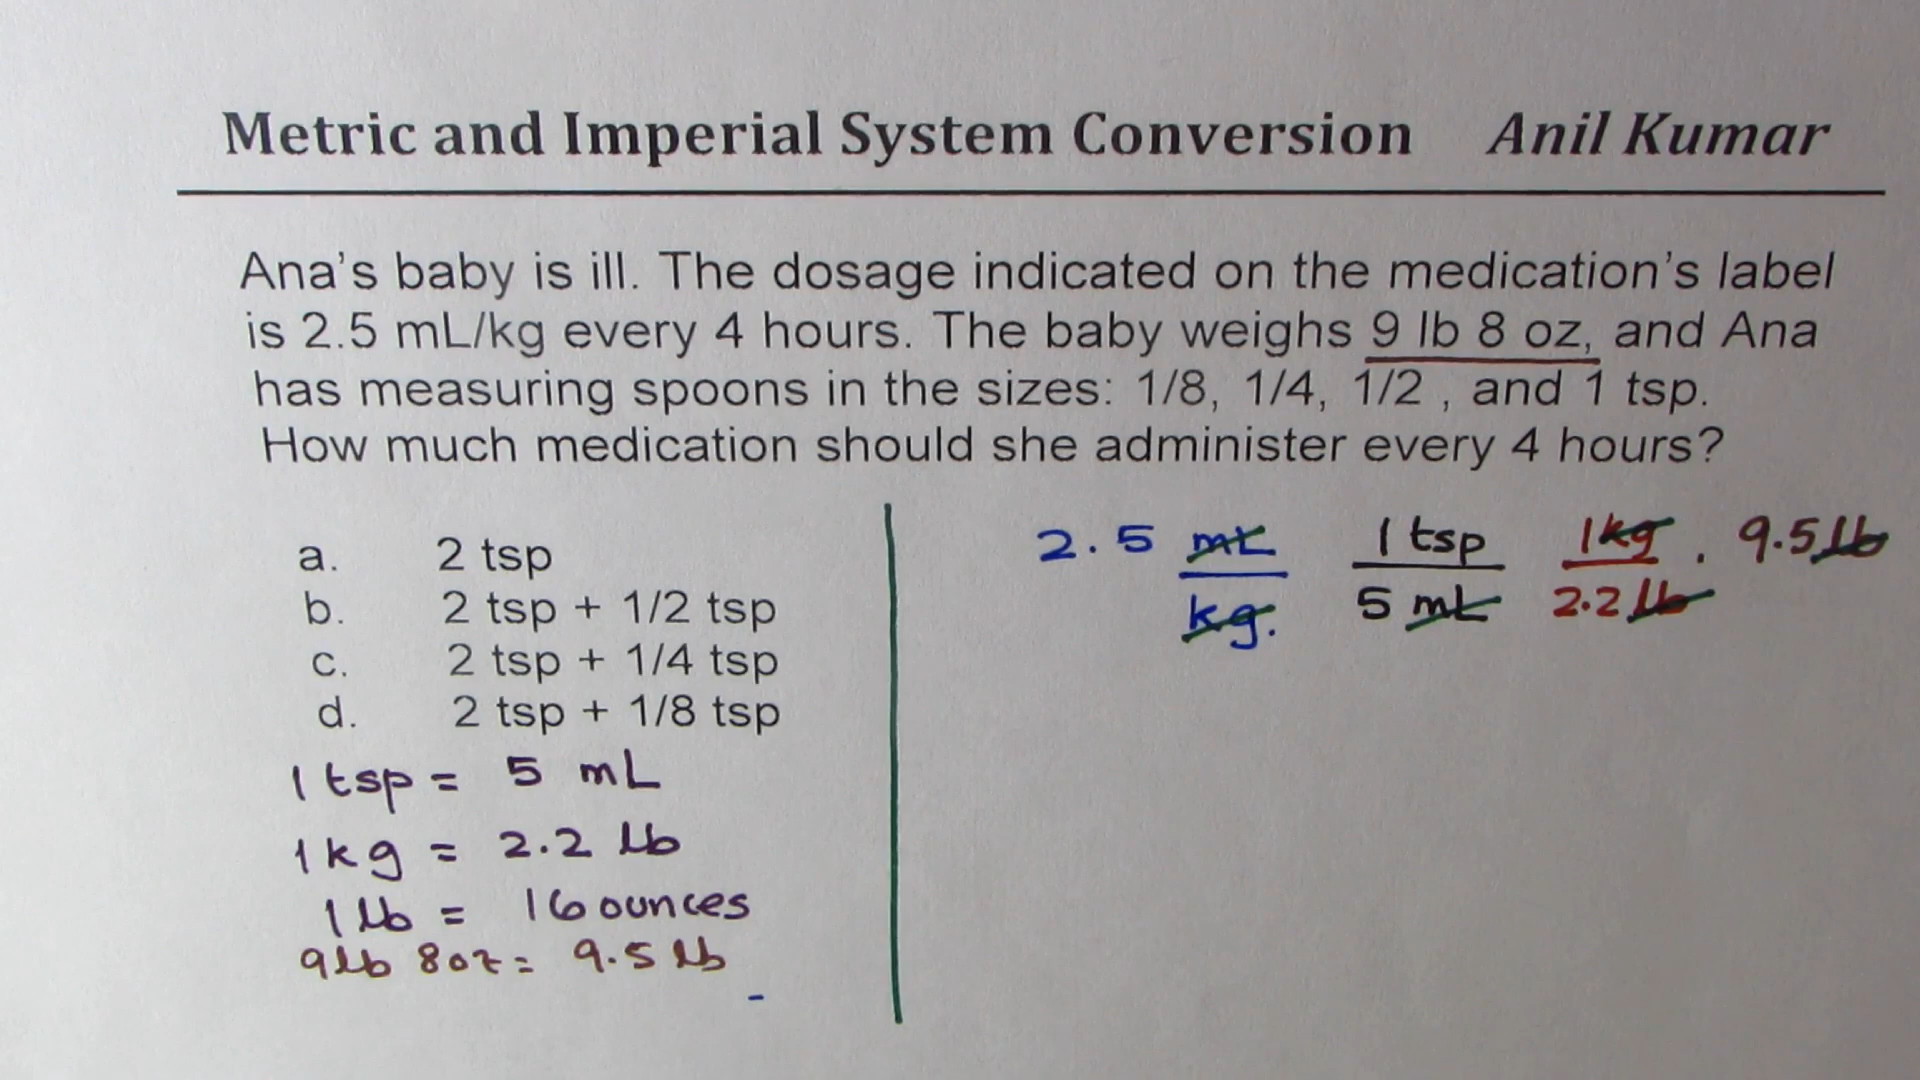 Metric and Imperial System Conversion Anil Kumar
Ana's baby is ill. The dosage indicated on the medication's label
is 2.5 mL/kg every 4 hours. The baby weighs 9 lb 8 oz, and Ana
has measuring spoons in the sizes: 1/8, 1/4, 1/2 , and 1 tsp.
How much medication should she administer every 4 hours?
a. 2 tsp
b. 2 tsp + 1/2 tsp
c. 2 tsp + 1/4 tsp
d. 2 tsp + 1/8 tsp
1 tsp = 5 mL
1 kg = 2.2 lb
1 lb = 16 ounces
9 lb 8 oz = 9.5 lb
2.5 mL 1 tsp 1 kg . 9.5 lb
kg. 5 mL 2.2 lb